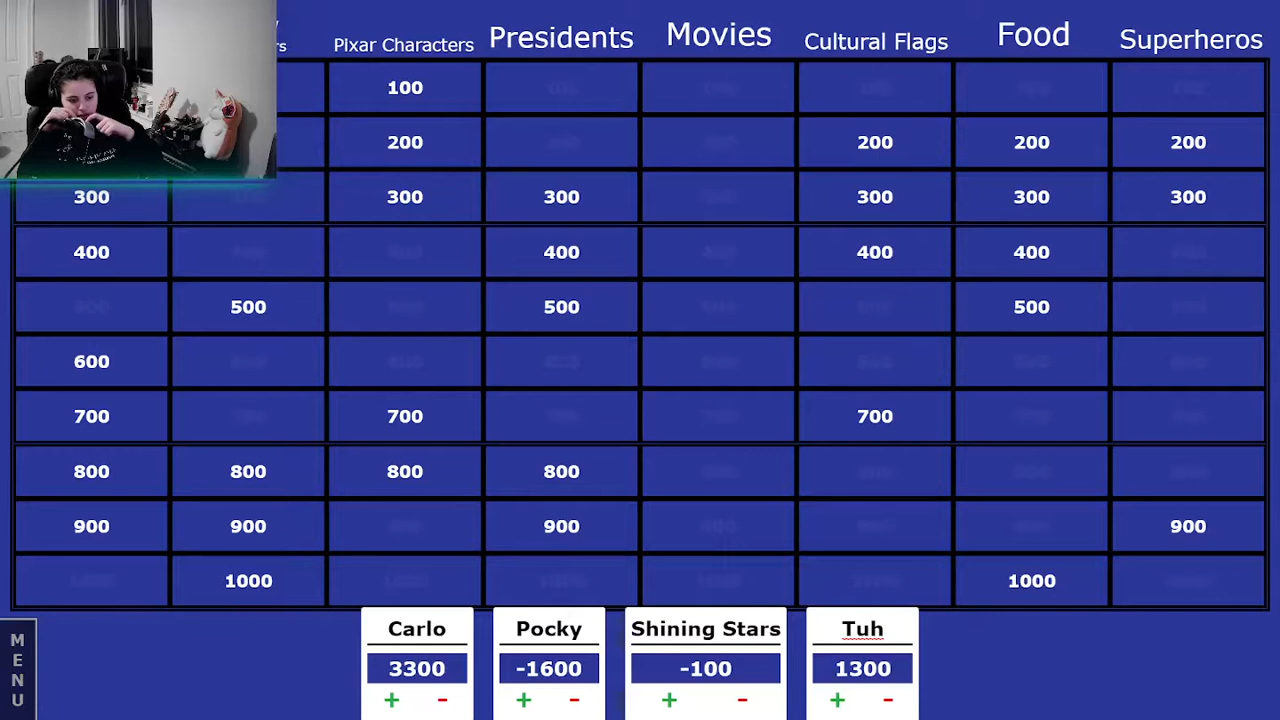 Pixar Characters Presidents Movies Cultural Flags Food Superheros
100
200 200 200 200
300 300 300 300 300 300
400 400 400 400
500 500 500
600
700 700 700
800 800 800 800
900 900 900 900
1000 1000
MENU
Carlo Pocky Shining Stars Tuh
3300 -1600 -100 1300
+ - + - + - + -